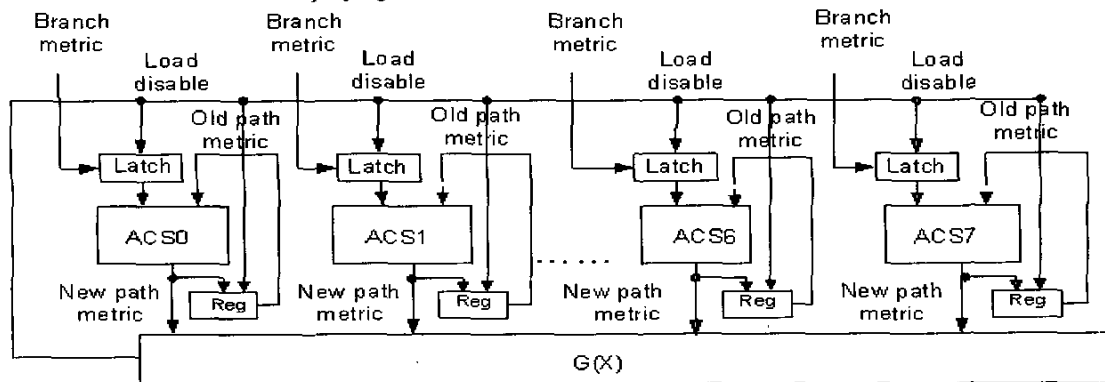 Branch metric
Branch metric
Branch metric
Branch metric
Load disable
Load disable
Load disable
Load disable
Old path metric
Old path metric
Old path metric
Old path metric
Latch
Latch
Latch
Latch
ACS0
ACS1
ACS6
ACS7
......
New path metric
Reg
New path metric
Reg
New path metric
Reg
New path metric
Reg
G(X)